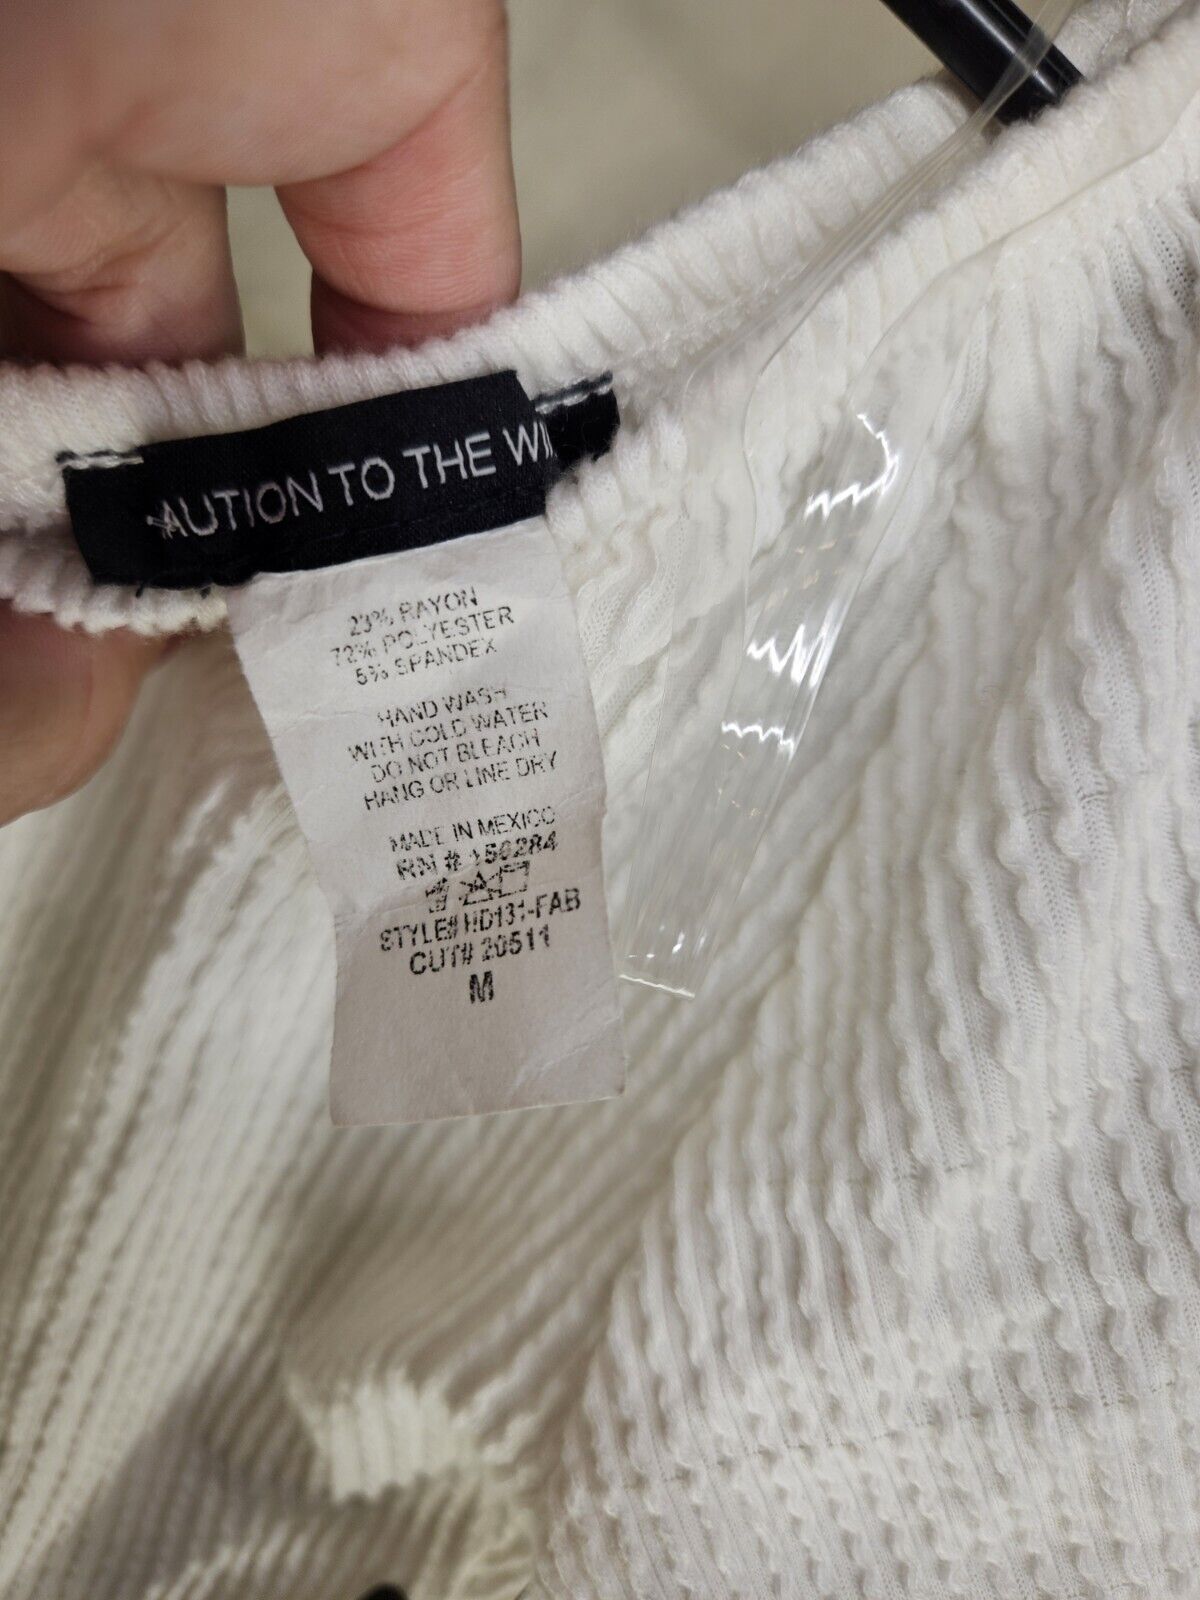 AUTION TO THE WI
23% RAYON
72% POLYESTER
5% SPANDEX
HAND WASH
WITH COLD WATER
DO NOT BLEACH
HANG OR LINE DRY
MADE IN MEXICO
RN # 156284
STYLE# HD131-FAB
CUT# 20511
M